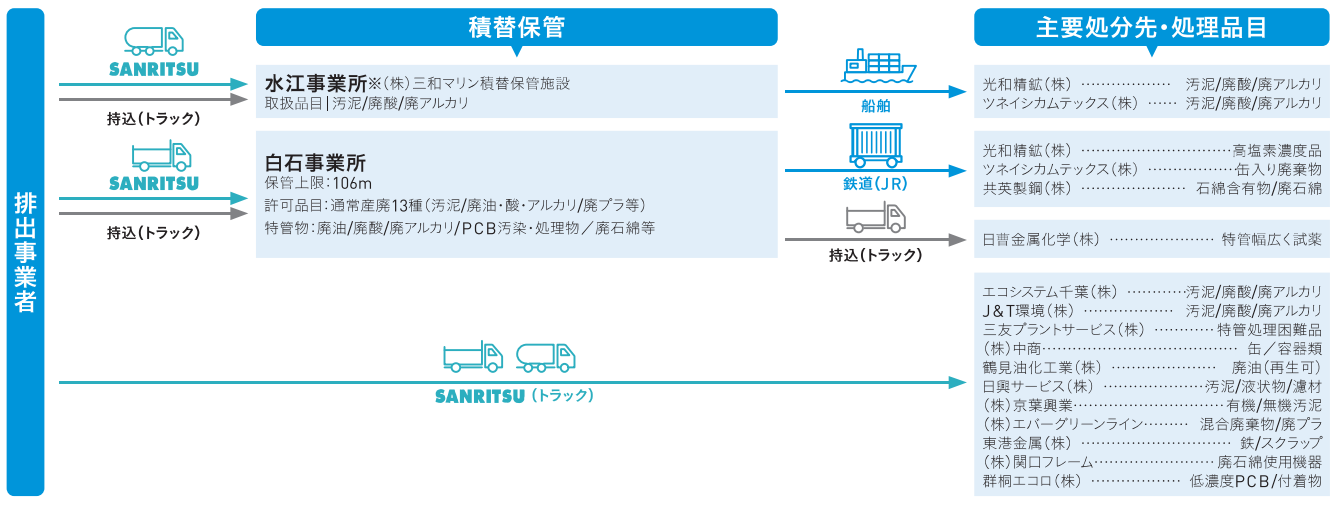 排出事業者
SANRITSU
持込(トラック)
SANRITSU
持込(トラック)
積替保管
水江事業所※(株)三和マリン積替保管施設
取扱品目|汚泥/廃酸/廃アルカリ
白石事業所
保管上限:106m
許可品目:通常産廃13種(汚泥/廃油・酸・アルカリ/廃プラ等)
特管物:廃油/廃酸/廃アルカリ/PCB汚染・処理物/廃石綿等
船舶
鉄道(JR)
持込(トラック)
SANRITSU(トラック)
主要処分先・処理品目
光和精鉱(株) ……………… 汚泥/廃酸/廃アルカリ
ツネイシカムテックス(株) …… 汚泥/廃酸/廃アルカリ
光和精鉱(株) ……………………… 高塩素濃度品
ツネイシカムテックス(株) …………… 缶入り廃棄物
共英製鋼(株) ………………… 石綿含有物/廃石綿
日曹金属化学(株) ………………… 特管幅広く試薬
エコシステム千葉(株) ………… 汚泥/廃酸/廃アルカリ
J&T環境(株) ……………… 汚泥/廃酸/廃アルカリ
三友プラントサービス(株) ………… 特管処理困難品
(株)中商 ……………………………… 缶/容器類
鶴見油化工業(株) ………………… 廃油(再生可)
日興サービス(株) ……………… 汚泥/液状物/濾材
(株)京葉興業 ……………………… 有機/無機汚泥
(株)エバーグリーンライン ……… 混合廃棄物/廃プラ
東港金属(株) ………………………… 鉄/スクラップ
(株)関口フレーム …………………… 廃石綿使用機器
群桐エコロ(株) ……………… 低濃度PCB/付着物